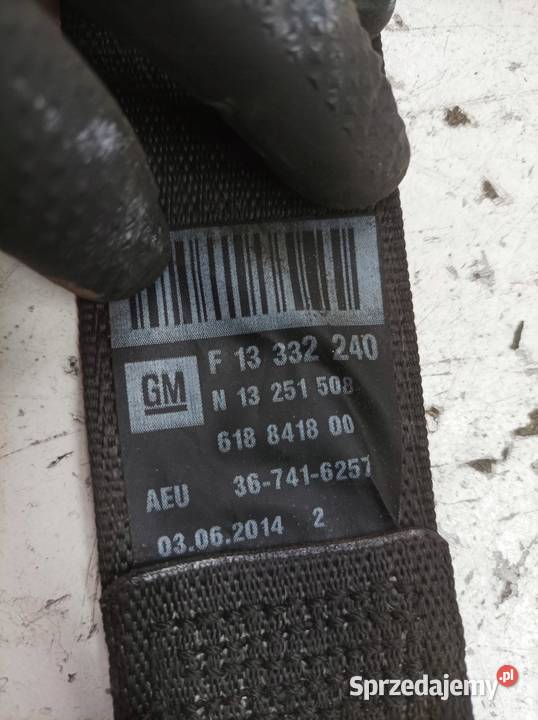 F 13 332 240
GM
N 13 251 508
618 8418 00
AEU 36-741-6257
03.06.2014 2
Sprzedajemy.pl